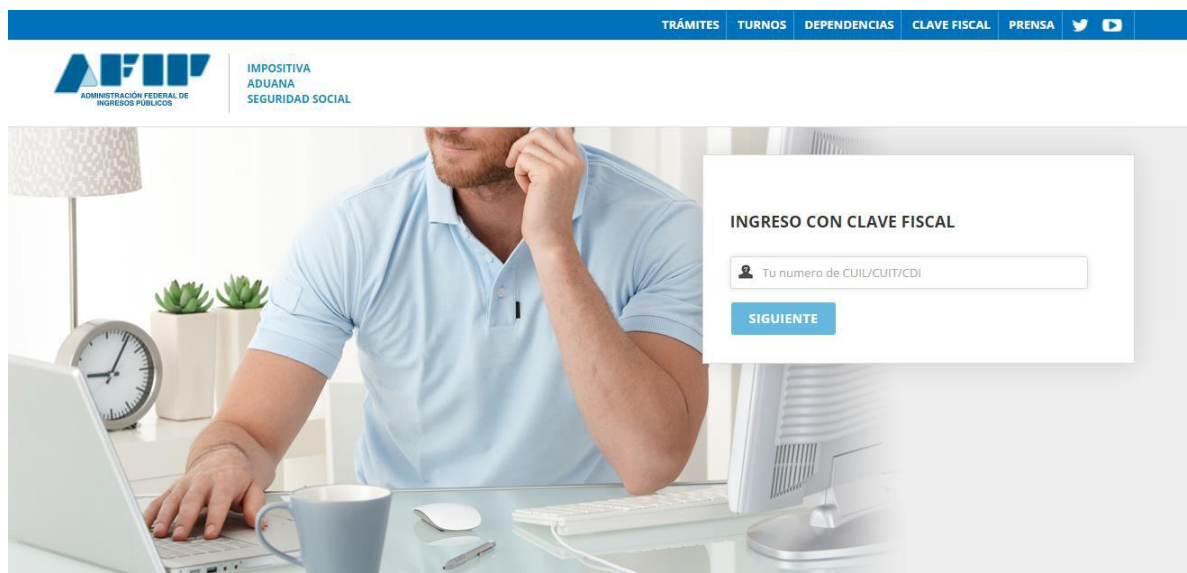 TRÁMITES TURNOS DEPENDENCIAS CLAVE FISCAL PRENSA
AFIP
ADMINISTRACIÓN FEDERAL DE
INGRESOS PÚBLICOS
IMPOSITIVA
ADUANA
SEGURIDAD SOCIAL
INGRESO CON CLAVE FISCAL
Tu numero de CUIL/CUIT/CDI
SIGUIENTE